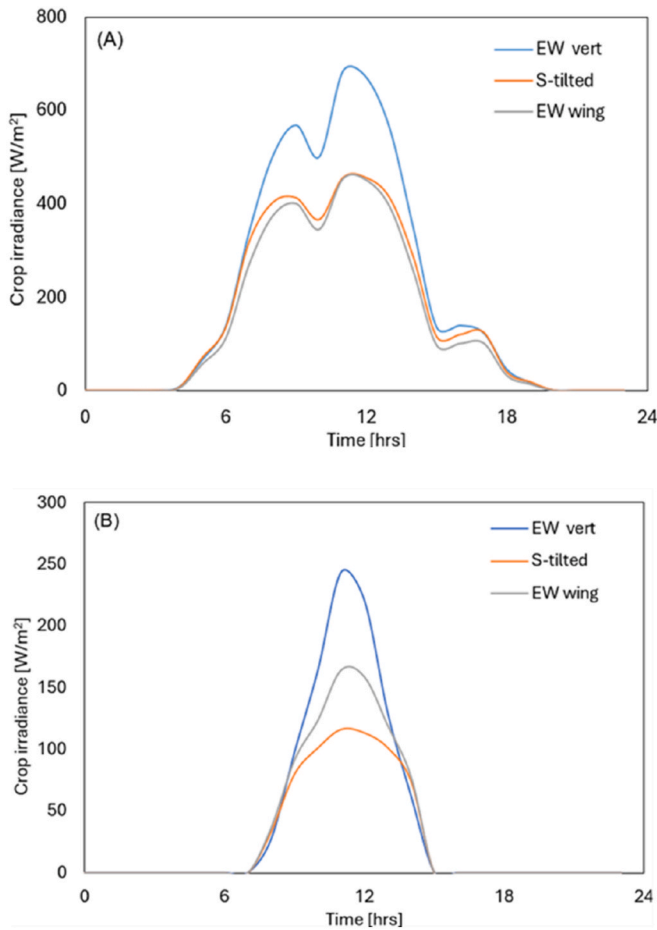 (A)
800
600
400
200
0
Crop irradiance [W/m²]
EW vert
S-tilted
EW wing
0 6 12 18 24
Time [hrs]
(B)
300
250
200
150
100
50
0
Crop irradiance [W/m²]
EW vert
S-tilted
EW wing
0 6 12 18 24
Time [hrs]